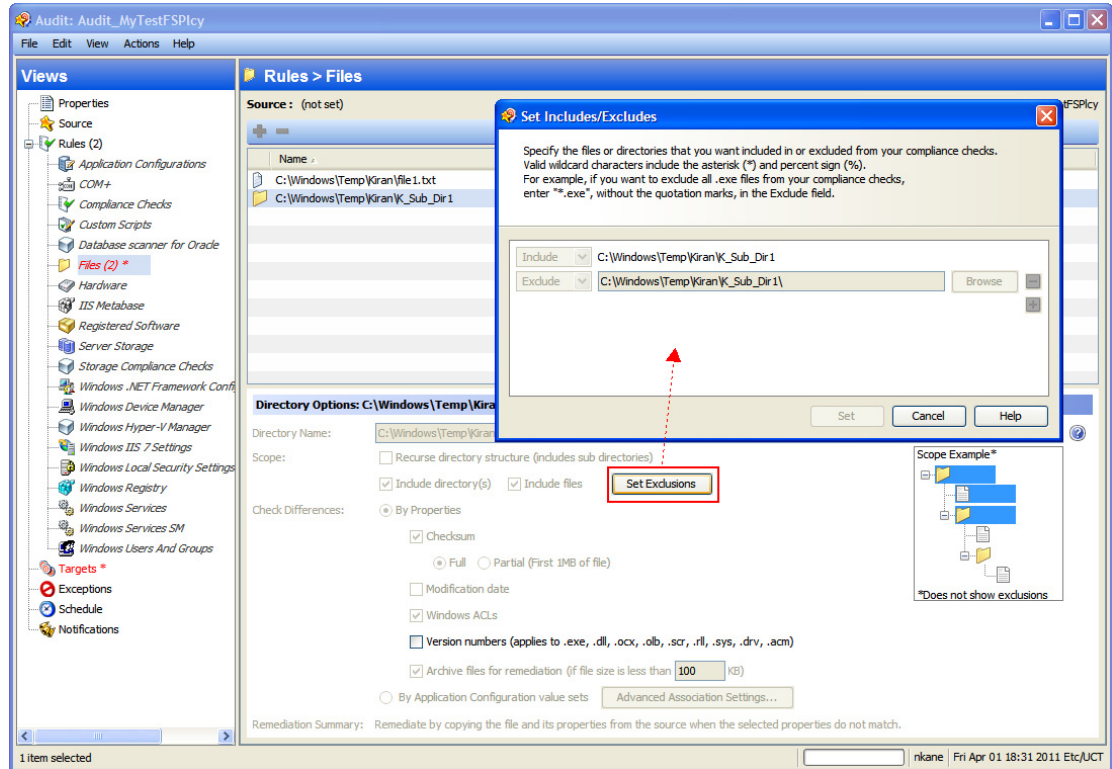 Audit: Audit_MyTestFSPlcy
File Edit View Actions Help
Views
Properties
Source
Rules (2)
Application Configurations
COM+
Compliance Checks
Custom Scripts
Database scanner for Oracle
Files (2) *
Hardware
IIS Metabase
Registered Software
Server Storage
Storage Compliance Checks
Windows .NET Framework Confi
Windows Device Manager
Windows Hyper-V Manager
Windows IIS 7 Settings
Windows Local Security Settings
Windows Registry
Windows Services
Windows Services SM
Windows Users And Groups
Targets *
Exceptions
Schedule
Notifications
Rules > Files
Source : (not set)
tFSPlcy
Name
C:\Windows\Temp\Kiran\file1.txt
C:\Windows\Temp\Kiran\K_Sub_Dir1
Set Includes/Excludes
Specify the files or directories that you want included in or excluded from your compliance checks.
Valid wildcard characters include the asterisk (*) and percent sign (%).
For example, if you want to exclude all .exe files from your compliance checks,
enter "*.exe", without the quotation marks, in the Exclude field.
Include C:\Windows\Temp\Kiran\K_Sub_Dir1
Exclude C:\Windows\Temp\Kiran\K_Sub_Dir1\ Browse
Set Cancel Help
Directory Options: C:\Windows\Temp\Kira
Directory Name: C:\Windows\Temp\Kiran
Scope: Recurse directory structure (includes sub directories)
Include directory(s) Include files Set Exclusions
Check Differences: By Properties
Checksum
Full Partial (First 1MB of file)
Modification date
Windows ACLs
Version numbers (applies to .exe, .dll, .ocx, .olb, .scr, .rll, .sys, .drv, .acm)
Archive files for remediation (if file size is less than 100 KB)
By Application Configuration value sets Advanced Association Settings...
Remediation Summary: Remediate by copying the file and its properties from the source when the selected properties do not match.
Scope Example*
*Does not show exclusions
1 item selected
nkane Fri Apr 01 18:31 2011 Etc/UCT